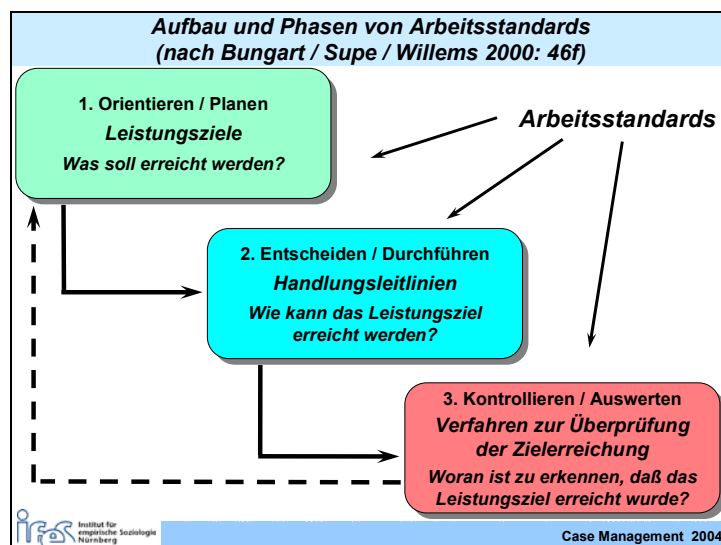 Aufbau und Phasen von Arbeitsstandards
(nach Bungart / Supe / Willems 2000: 46f)
1. Orientieren / Planen
Leistungsziele
Was soll erreicht werden?
Arbeitsstandards
2. Entscheiden / Durchführen
Handlungsleitlinien
Wie kann das Leistungsziel
erreicht werden?
3. Kontrollieren / Auswerten
Verfahren zur Überprüfung
der Zielerreichung
Woran ist zu erkennen, daß das
Leistungsziel erreicht wurde?
ifes
Institut für
empirische Soziologie
Nürnberg
Case Management 2004